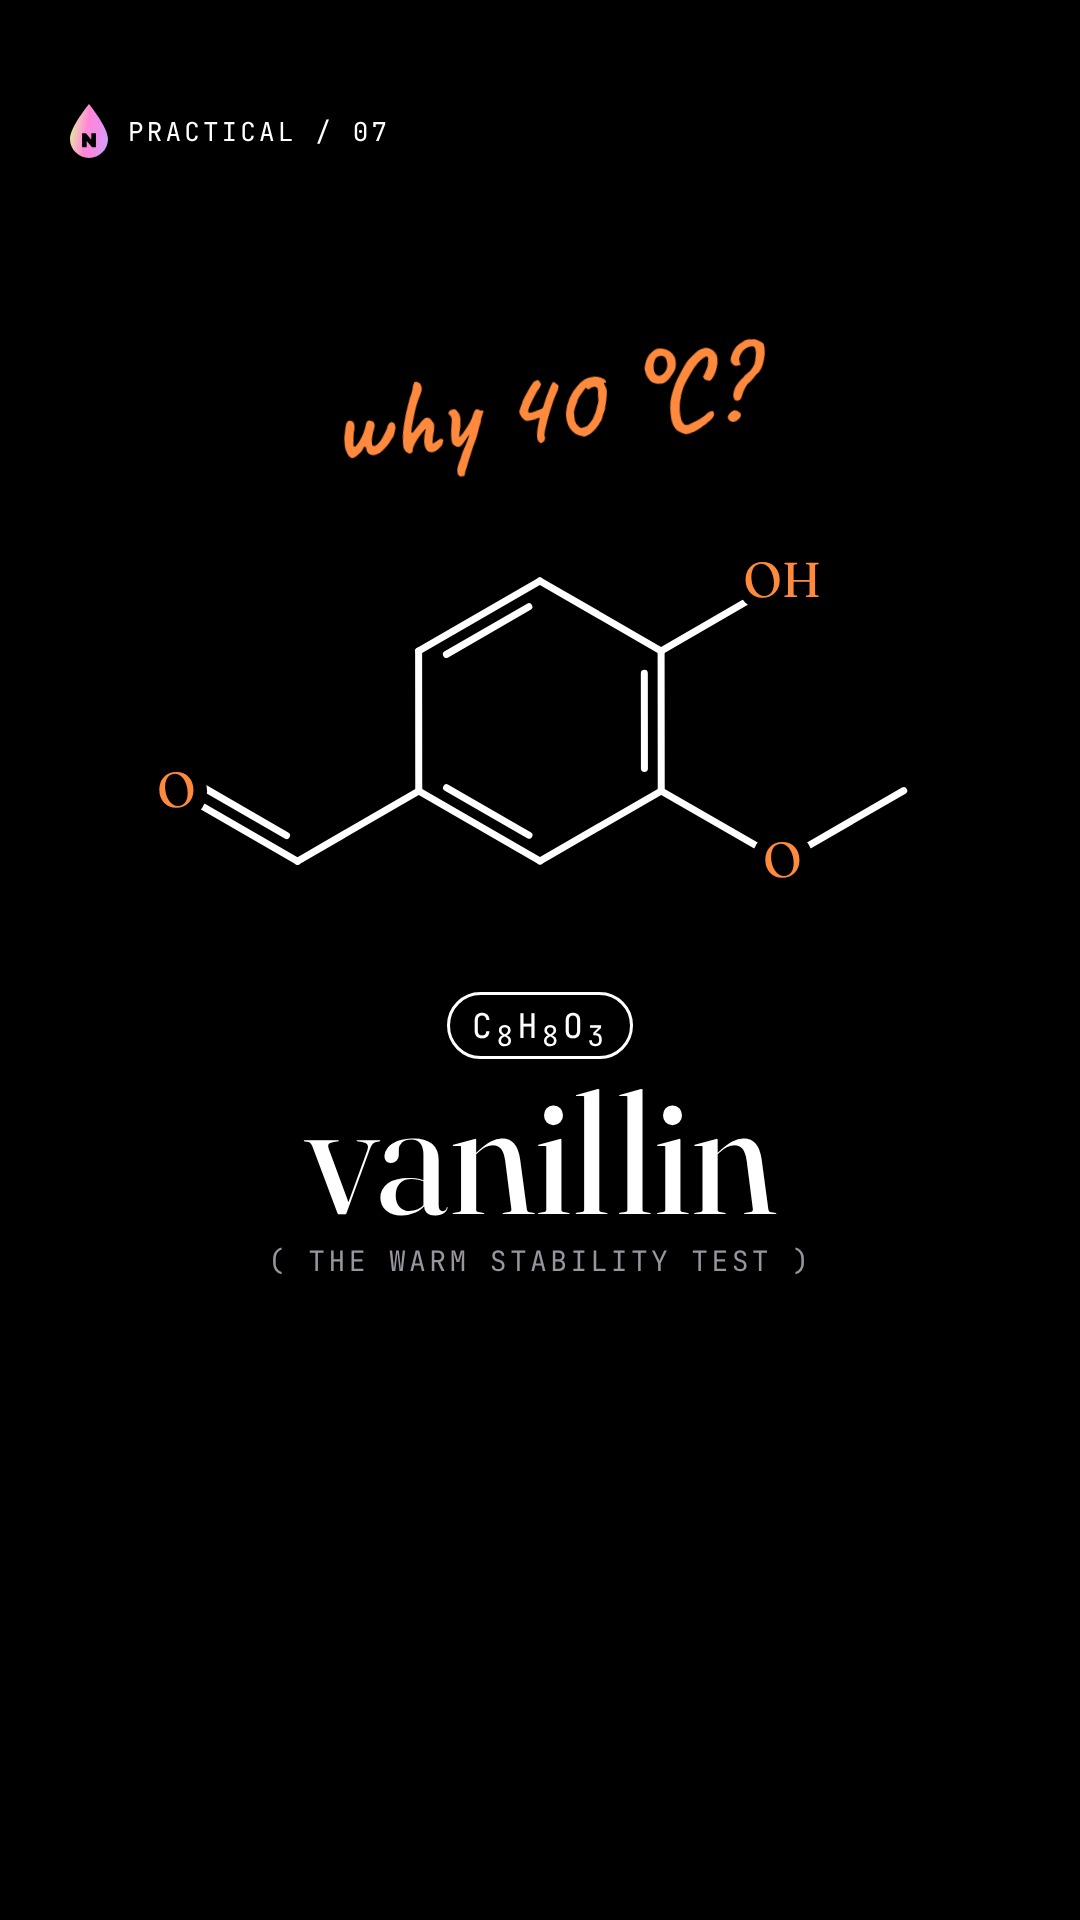 N PRACTICAL / 07
why 40 °C?
OH
O
O
C₈H₈O₃
vanillin
( THE WARM STABILITY TEST )